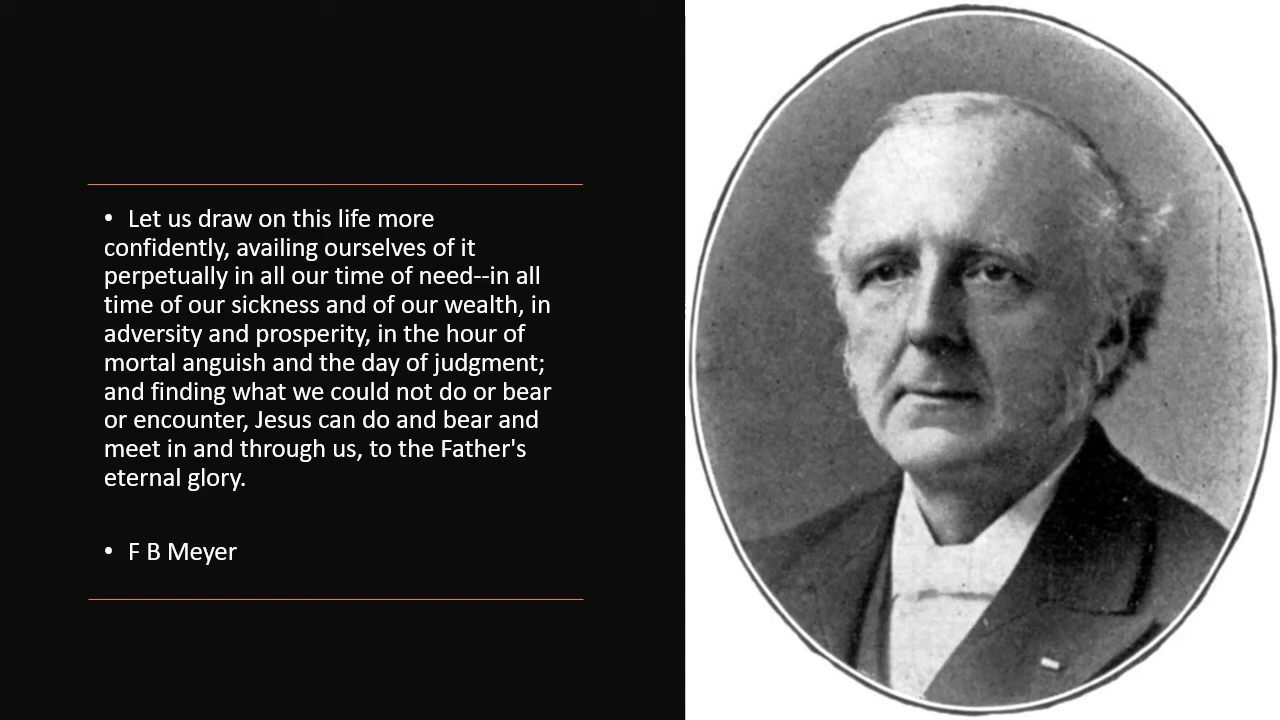 • Let us draw on this life more
confidently, availing ourselves of it
perpetually in all our time of need--in all
time of our sickness and of our wealth, in
adversity and prosperity, in the hour of
mortal anguish and the day of judgment;
and finding what we could not do or bear
or encounter, Jesus can do and bear and
meet in and through us, to the Father's
eternal glory.
• F B Meyer